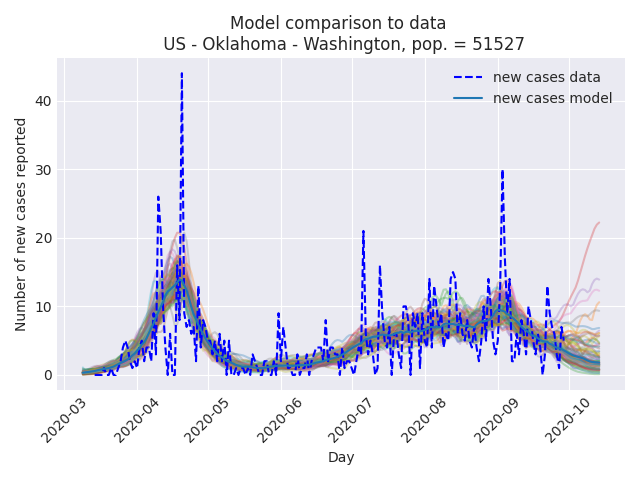 Model comparison to data
US - Oklahoma - Washington, pop. = 51527
new cases data
new cases model
Number of new cases reported
40
30
20
10
0
2020-03
2020-04
2020-05
2020-06
2020-07
2020-08
2020-09
2020-10
Day